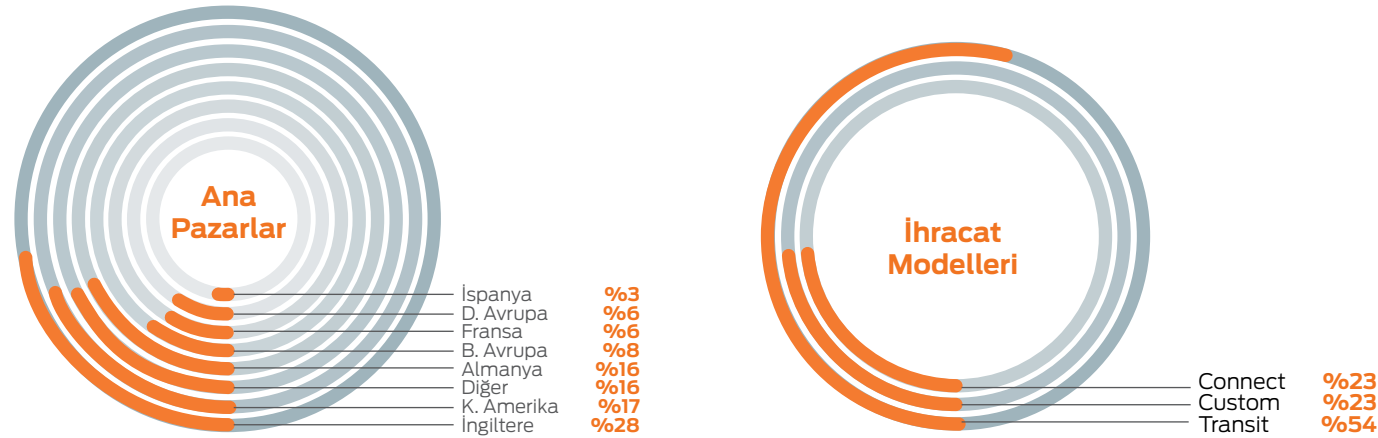 Ana
Pazarlar
İspanya %3
D. Avrupa %6
Fransa %6
B. Avrupa %8
Almanya %16
Diğer %16
K. Amerika %17
İngiltere %28
İhracat
Modelleri
Connect %23
Custom %23
Transit %54